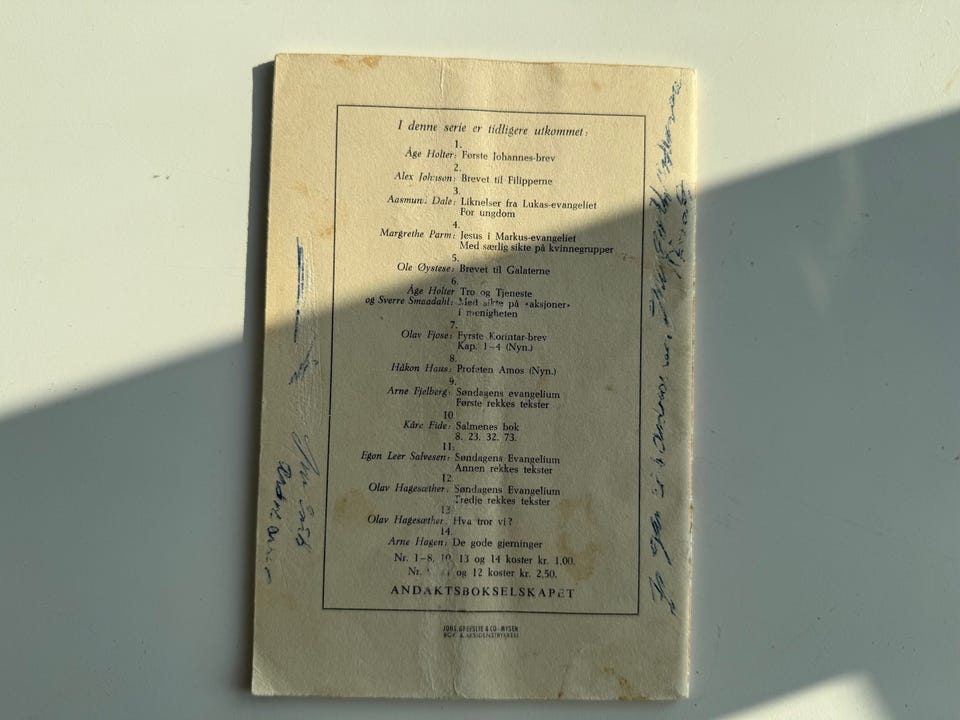 I denne serie er tidligere utkommet:
1.
Åge Holter: Første Johannes-brev
2.
Alex Johnson: Brevet til Filipperne
3.
Aasmund Dale: Liknelser fra Lukas-evangeliet
For ungdom
4.
Margrethe Parm: Jesus i Markus-evangeliet
Med særlig sikte på kvinnegrupper
5.
Ole Øystese: Brevet til Galaterne
6.
Åge Holter Tro og Tjeneste
og Sverre Smaadahl: Med sikte på «aksjoner»
i menigheten
7.
Olav Fjose: Fyrste Korintar-brev
Kap. 1–4 (Nyn.)
8.
Håkon Haus: Profeten Amos (Nyn.)
9.
Arne Fjelberg: Søndagens evangelium
Første rekkes tekster
10.
Kåre Eide: Salmenes bok
8. 23. 32. 73.
11.
Egon Leer Salvesen: Søndagens Evangelium
Annen rekkes tekster
12.
Olav Hagesæther: Søndagens Evangelium
Tredje rekkes tekster
13.
Olav Hagesæther. Hva tror vi?
14.
Arne Hagen: De gode gjerninger
Nr. 1–8, 10, 13 og 14 koster kr. 1,00.
Nr. og 12 koster kr. 2,50.
ANDAKTSBOKSELSKAPET
JOHS. GREFSLIE & CO - MYSEN
BOK & AKSIDENSTRYKKERI